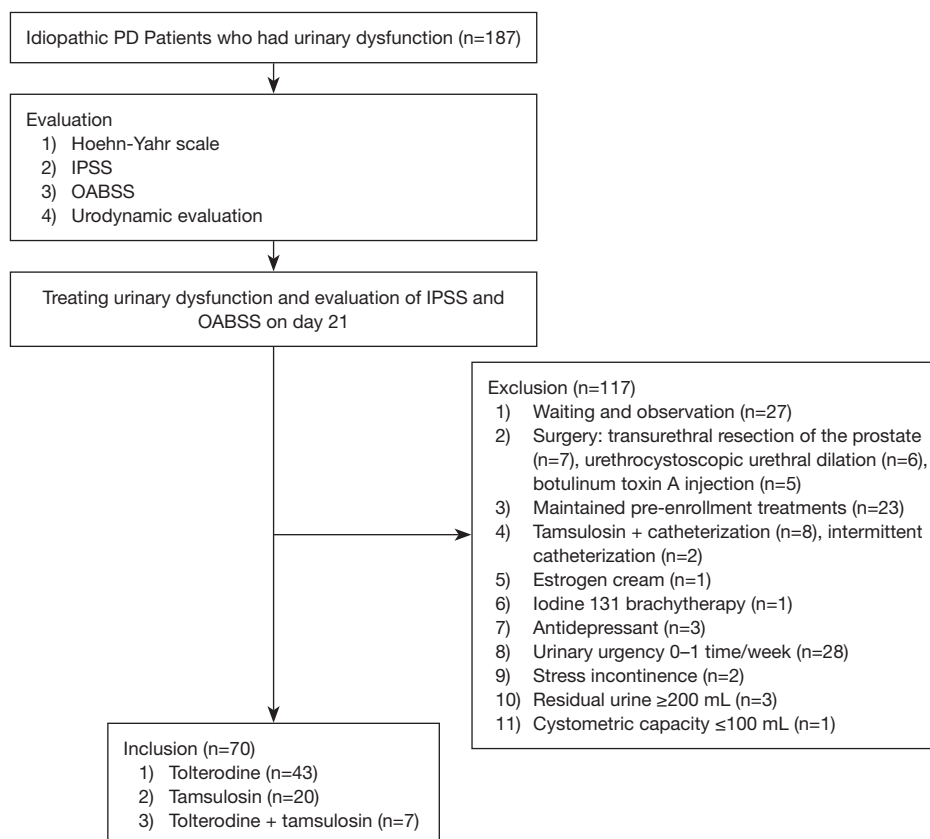 Idiopathic PD Patients who had urinary dysfunction (n=187)
Evaluation
1) Hoehn-Yahr scale
2) IPSS
3) OABSS
4) Urodynamic evaluation
Treating urinary dysfunction and evaluation of IPSS and
OABSS on day 21
Exclusion (n=117)
1) Waiting and observation (n=27)
2) Surgery: transurethral resection of the prostate
(n=7), urethrocystoscopic urethral dilation (n=6),
botulinum toxin A injection (n=5)
3) Maintained pre-enrollment treatments (n=23)
4) Tamsulosin + catheterization (n=8), intermittent
catheterization (n=2)
5) Estrogen cream (n=1)
6) Iodine 131 brachytherapy (n=1)
7) Antidepressant (n=3)
8) Urinary urgency 0–1 time/week (n=28)
9) Stress incontinence (n=2)
10) Residual urine ≥200 mL (n=3)
11) Cystometric capacity ≤100 mL (n=1)
Inclusion (n=70)
1) Tolterodine (n=43)
2) Tamsulosin (n=20)
3) Tolterodine + tamsulosin (n=7)